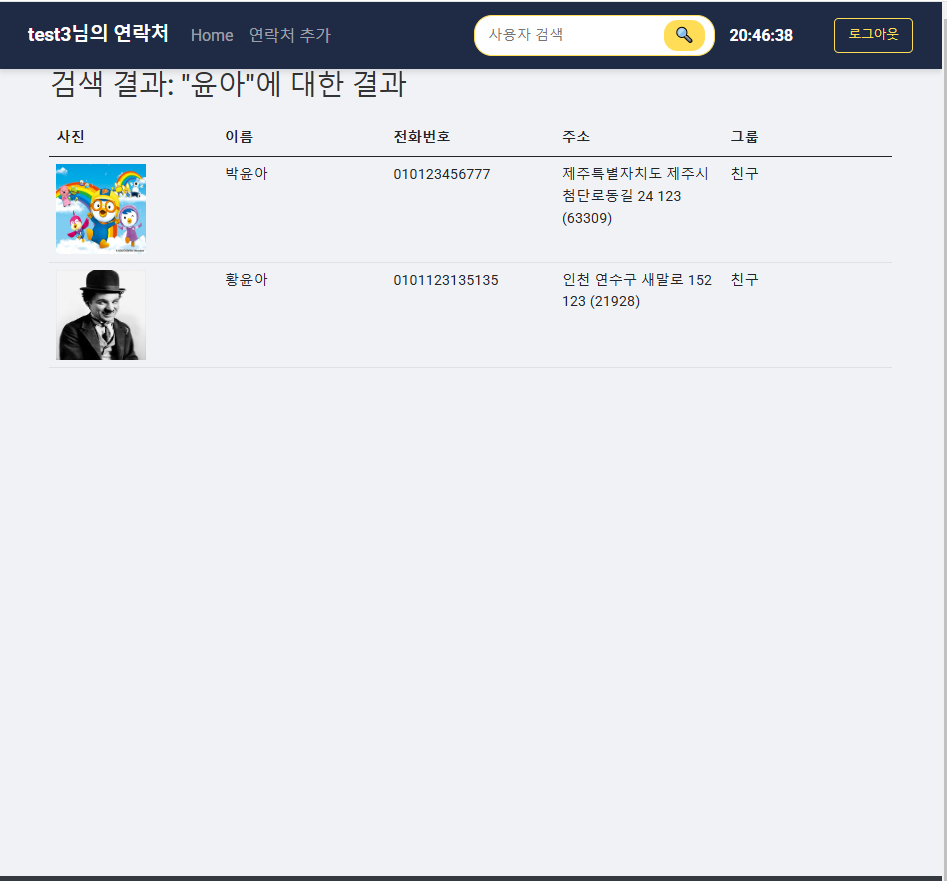 test3님의 연락처 Home 연락처 추가 사용자 검색 20:46:38 로그아웃
검색 결과: "윤아"에 대한 결과
사진 이름 전화번호 주소 그룹
박윤아 010123456777 제주특별자치도 제주시 친구
첨단로동길 24 123
(63309)
황윤아 0101123135135 인천 연수구 새말로 152 친구
123 (21928)